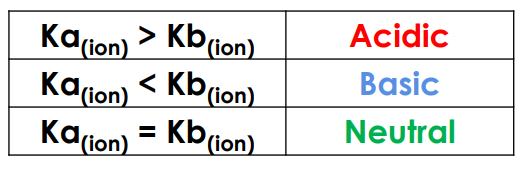 Ka(ion) > Kb(ion) Acidic
Ka(ion) < Kb(ion) Basic
Ka(ion) = Kb(ion) Neutral